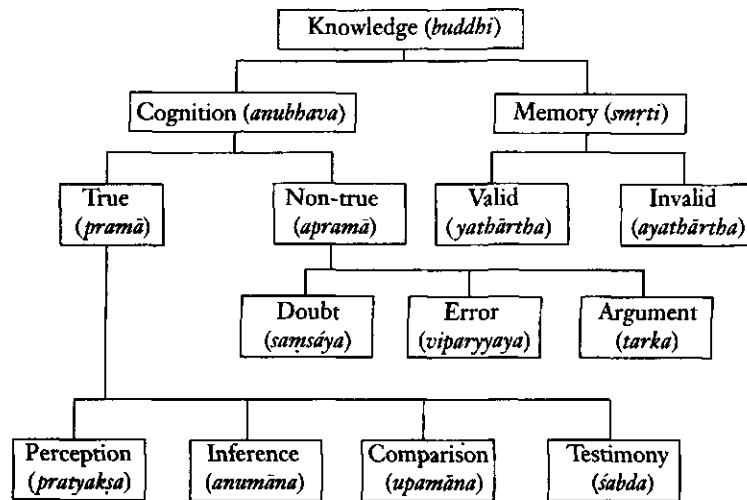 Knowledge (buddhi)
Cognition (anubhava)
Memory (smṛti)
True
(pramā)
Non-true
(apramā)
Valid
(yathārtha)
Invalid
(ayathārtha)
Doubt
(saṃsáya)
Error
(viparyyaya)
Argument
(tarka)
Perception
(pratyakṣa)
Inference
(anumāna)
Comparison
(upamāna)
Testimony
(śabda)